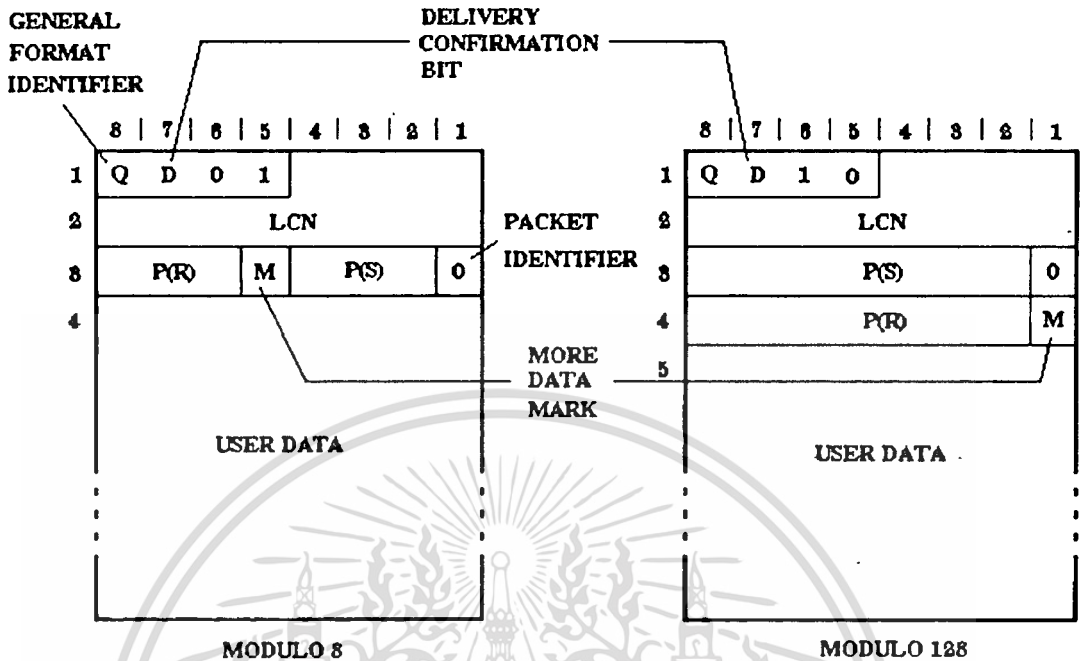 GENERAL
FORMAT
IDENTIFIER
DELIVERY
CONFIRMATION
BIT
8 | 7 | 6 | 5 | 4 | 3 | 2 | 1
1 Q D 0 1
2 LCN
3 P(R) M P(S) 0
4
USER DATA
MODULO 8
PACKET
IDENTIFIER
MORE
DATA
MARK
8 | 7 | 6 | 5 | 4 | 3 | 2 | 1
1 Q D 1 0
2 LCN
3 P(S) 0
4 P(R) M
5
USER DATA
MODULO 128